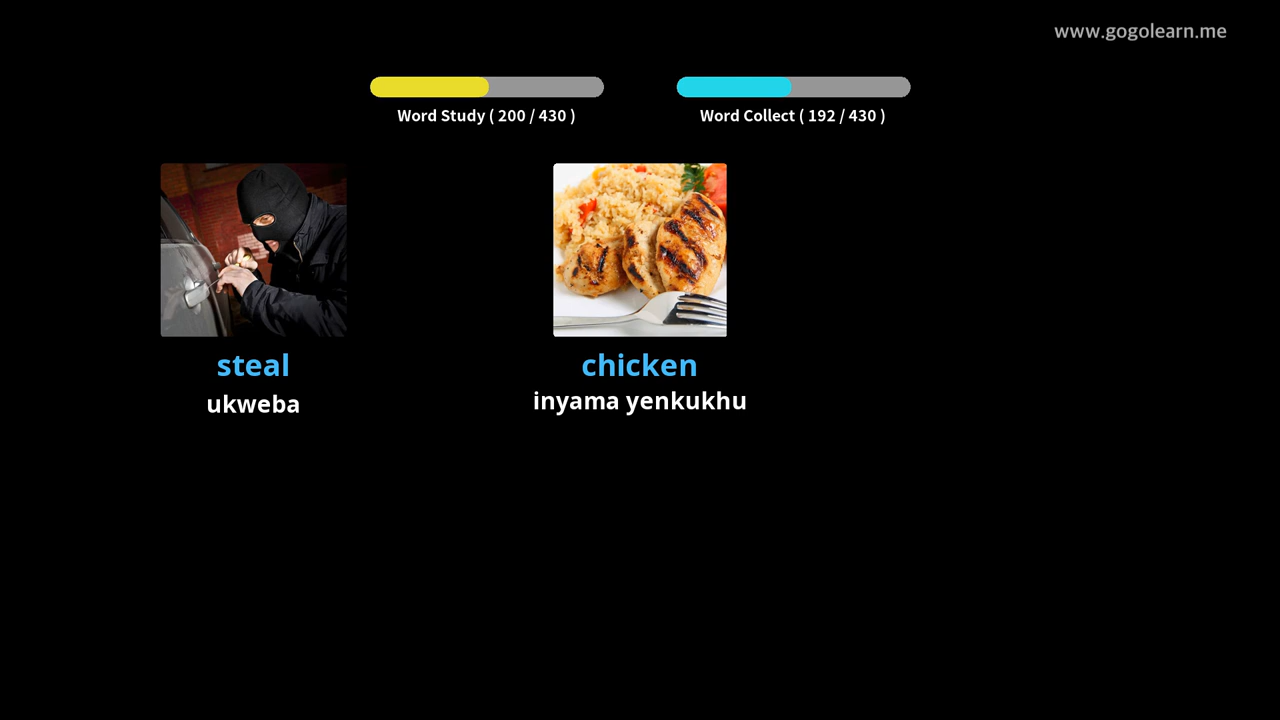 www.gogolearn.me
Word Study ( 200 / 430 )
Word Collect ( 192 / 430 )
steal
ukweba
chicken
inyama yenkukhu